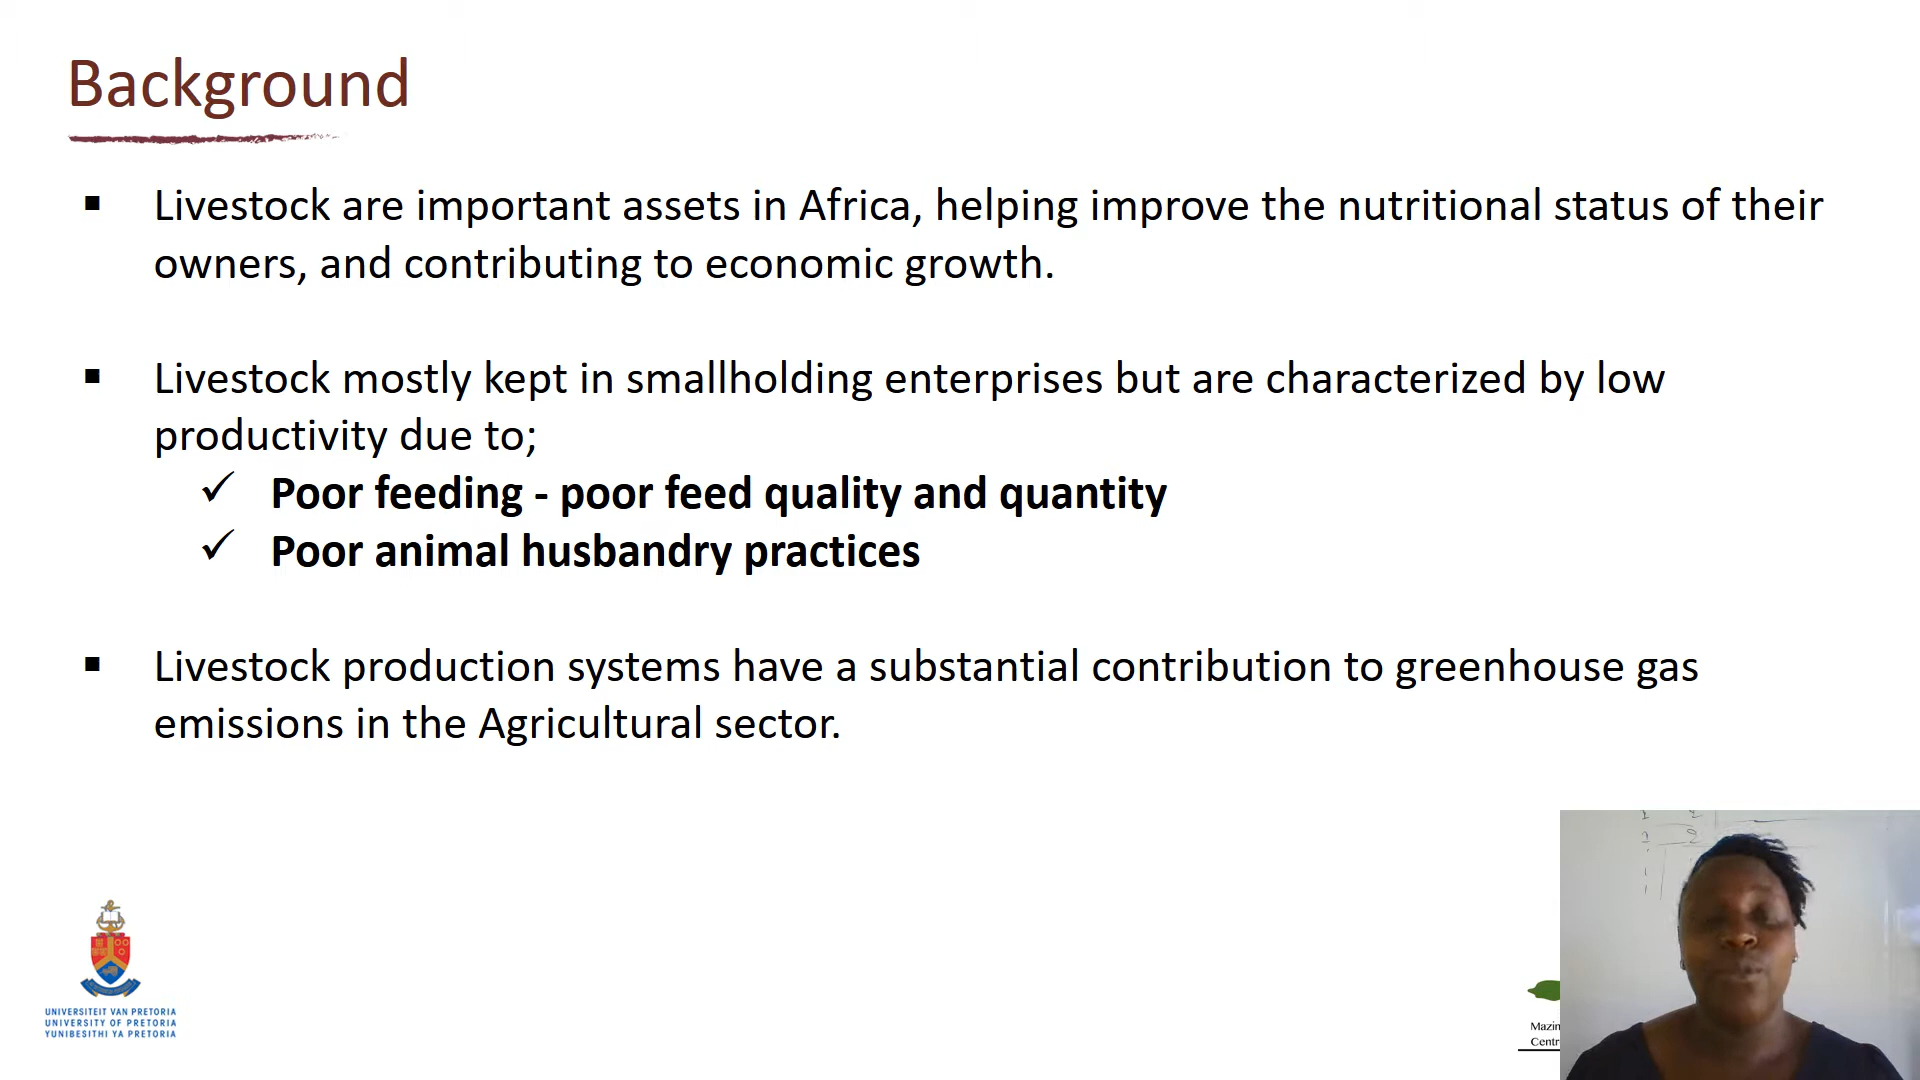 Background
▪ Livestock are important assets in Africa, helping improve the nutritional status of their
owners, and contributing to economic growth.
▪ Livestock mostly kept in smallholding enterprises but are characterized by low
productivity due to;
✓ Poor feeding - poor feed quality and quantity
✓ Poor animal husbandry practices
▪ Livestock production systems have a substantial contribution to greenhouse gas
emissions in the Agricultural sector.
UNIVERSITEIT VAN PRETORIA
UNIVERSITY OF PRETORIA
YUNIBESITHI YA PRETORIA